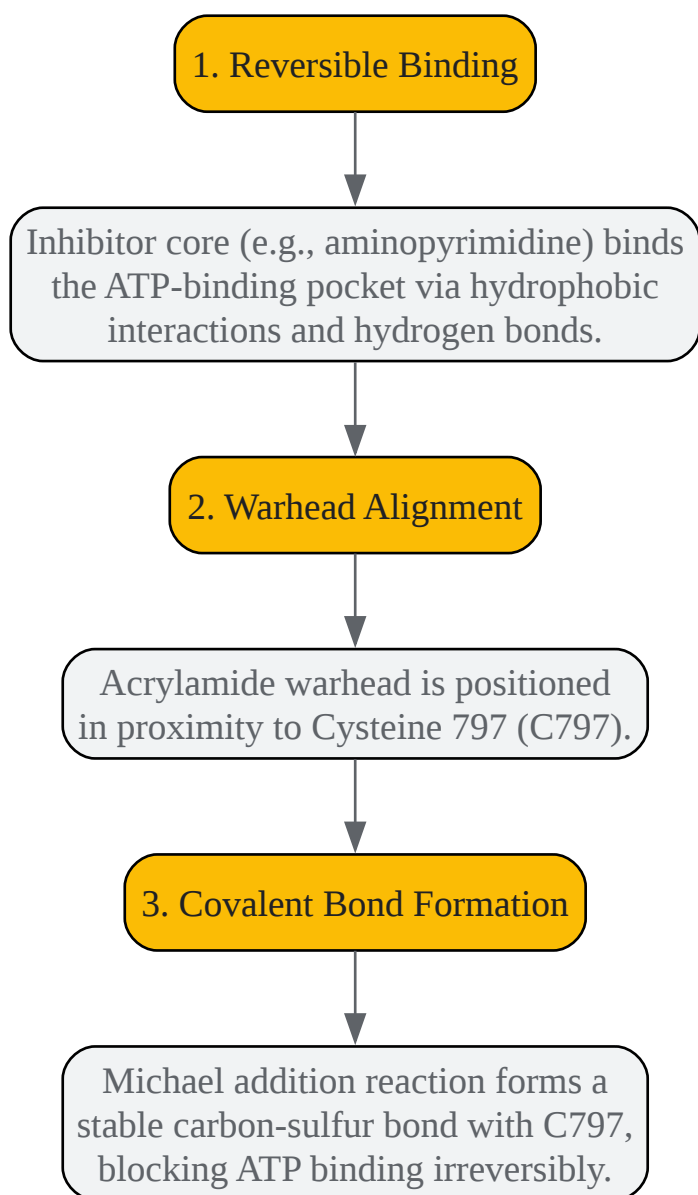 1. Reversible Binding
Inhibitor core (e.g., aminopyrimidine) binds
the ATP-binding pocket via hydrophobic
interactions and hydrogen bonds.
2. Warhead Alignment
Acrylamide warhead is positioned
in proximity to Cysteine 797 (C797).
3. Covalent Bond Formation
Michael addition reaction forms a
stable carbon-sulfur bond with C797,
blocking ATP binding irreversibly.